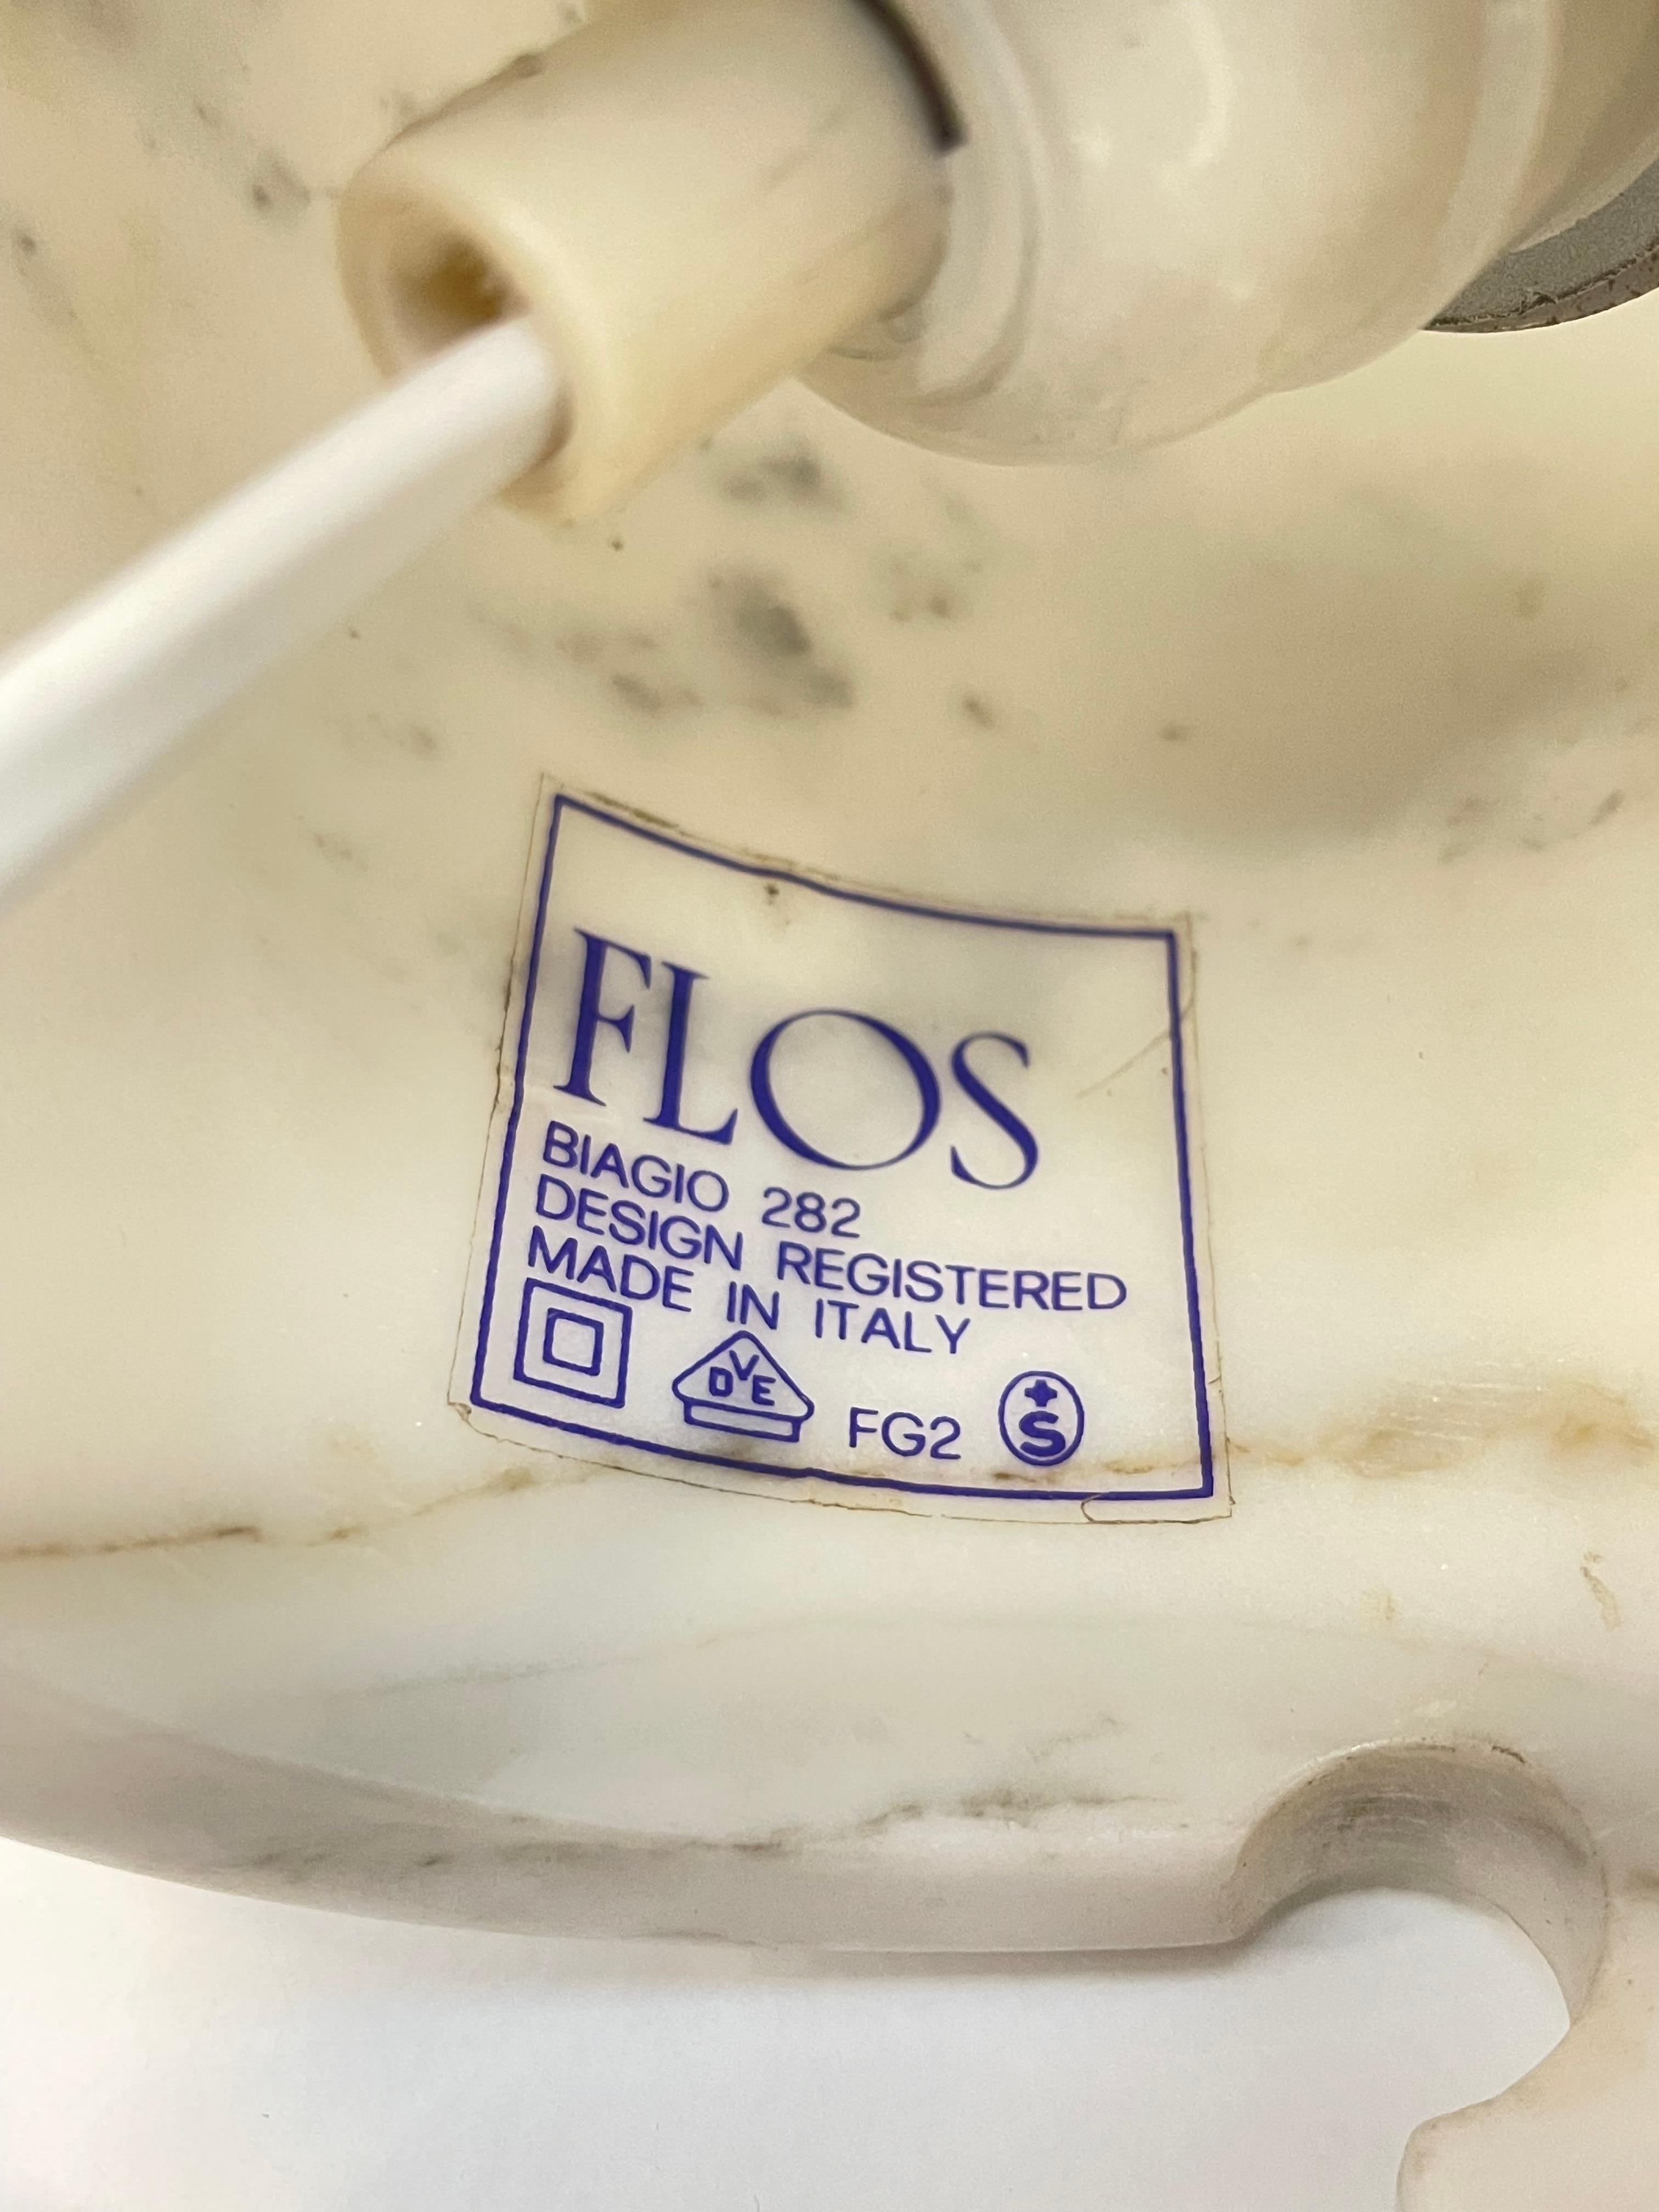 FLOS
BIAGIO 282
DESIGN REGISTERED
MADE IN ITALY
DVE FG2 +S